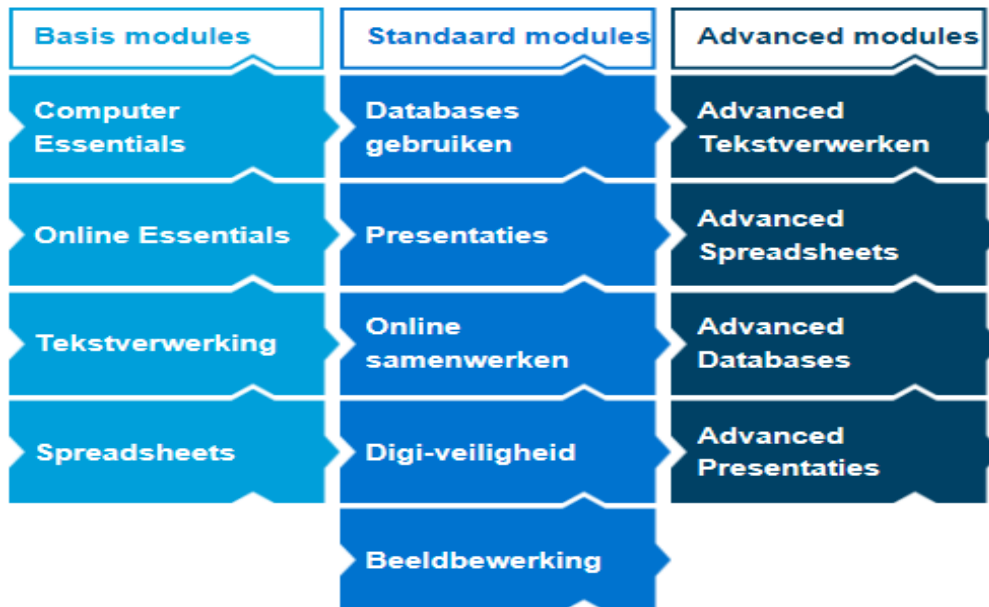 Basis modules
Computer
Essentials
Online Essentials
Tekstverwerking
Spreadsheets
Standaard modules
Databases
gebruiken
Presentaties
Online
samenwerken
Digi-veiligheid
Beeldbewerking
Advanced modules
Advanced
Tekstverwerken
Advanced
Spreadsheets
Advanced
Databases
Advanced
Presentaties